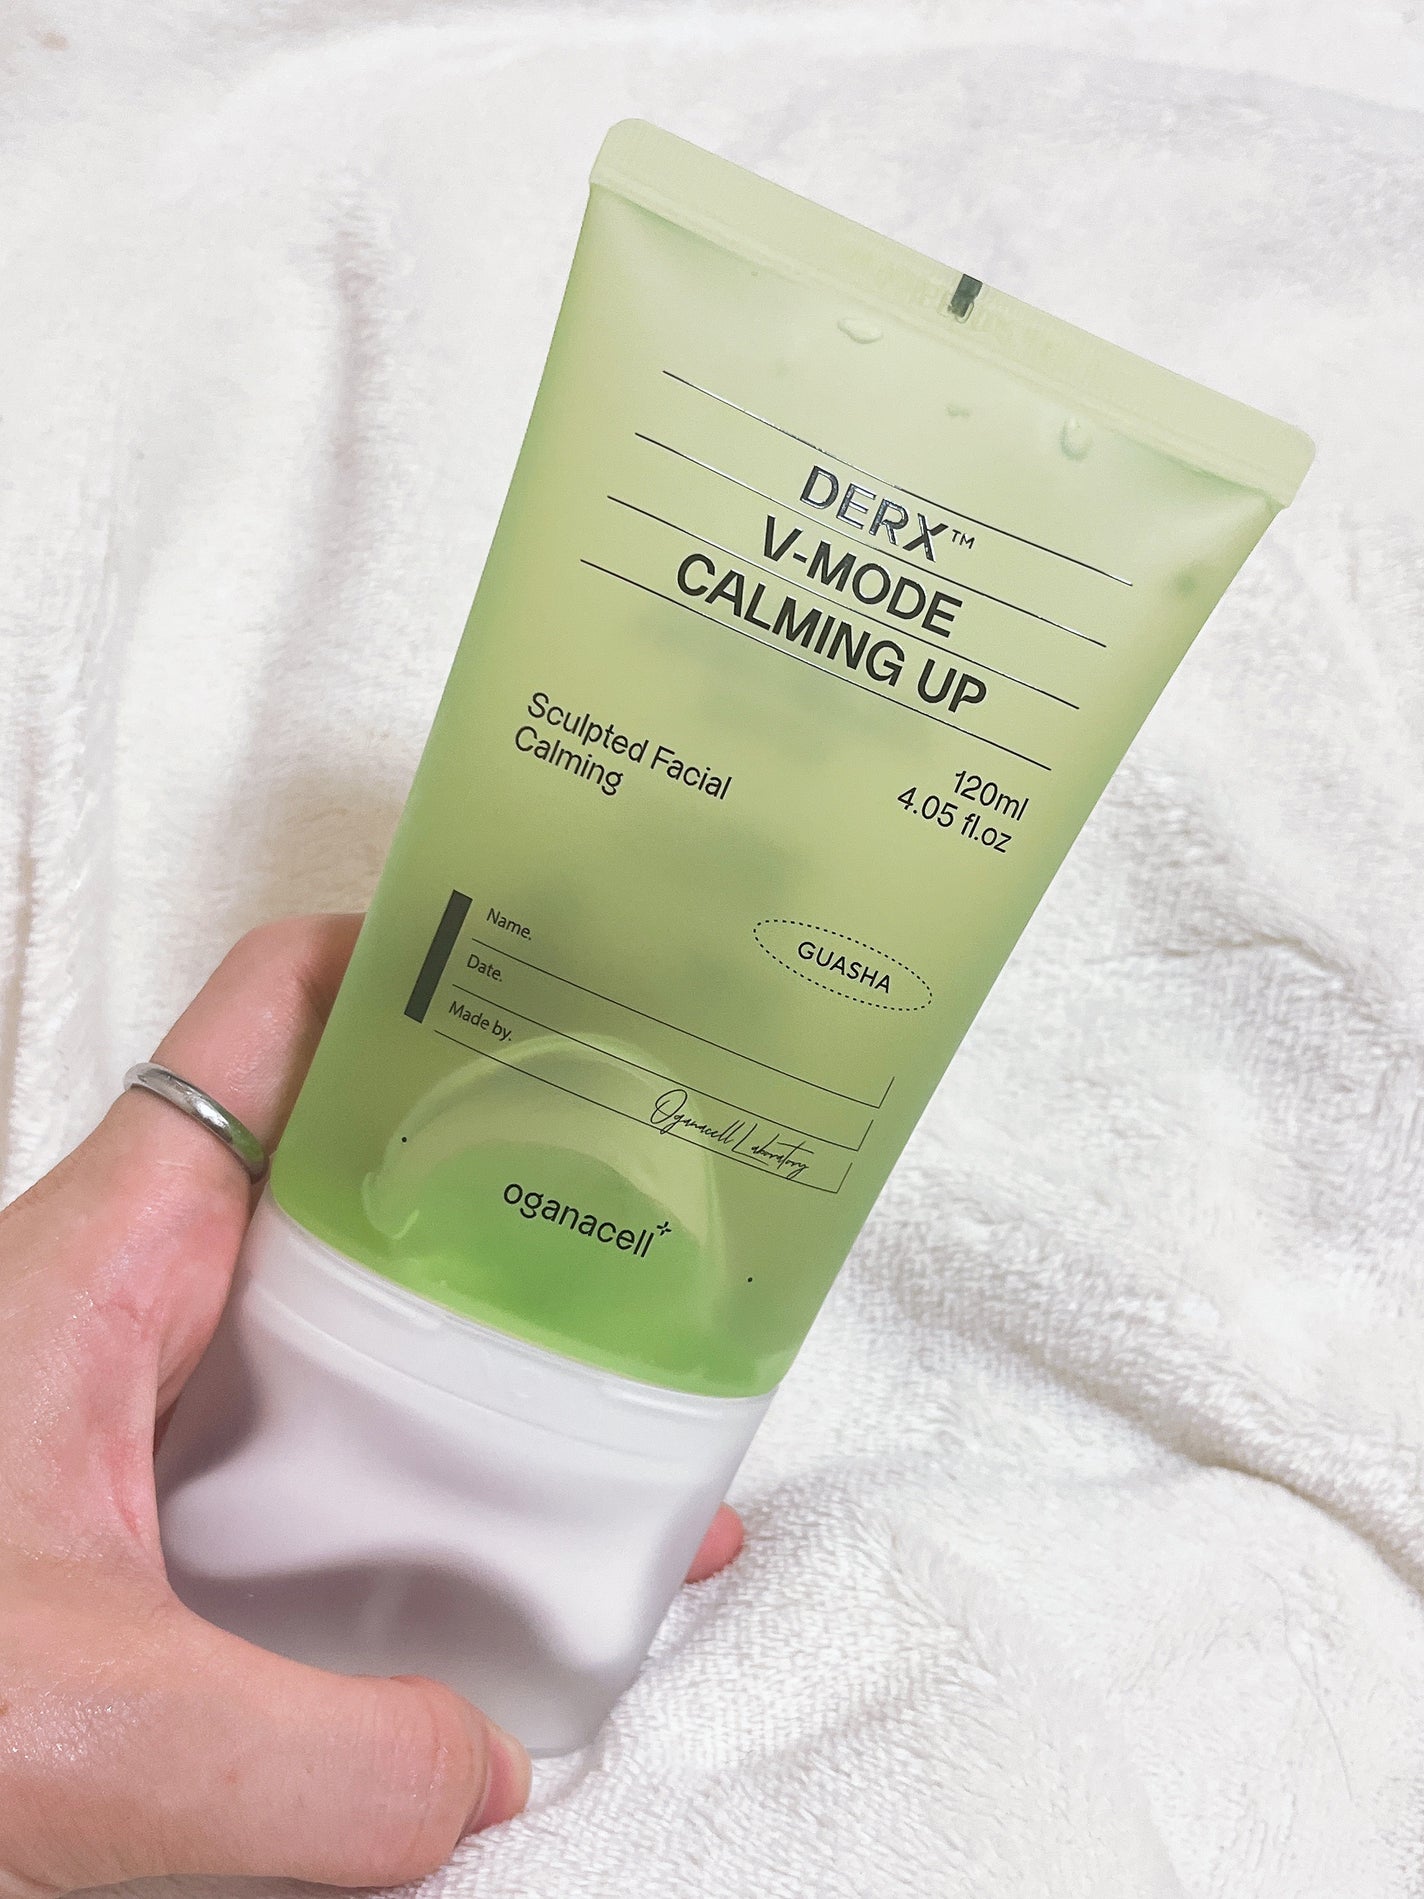 DERX™
V-MODE
CALMING UP
Sculpted Facial
Calming
120ml
4.05 fl.oz
GUASHA
Name.
Date.
Made by.
Oganacell Laboratory
oganacell